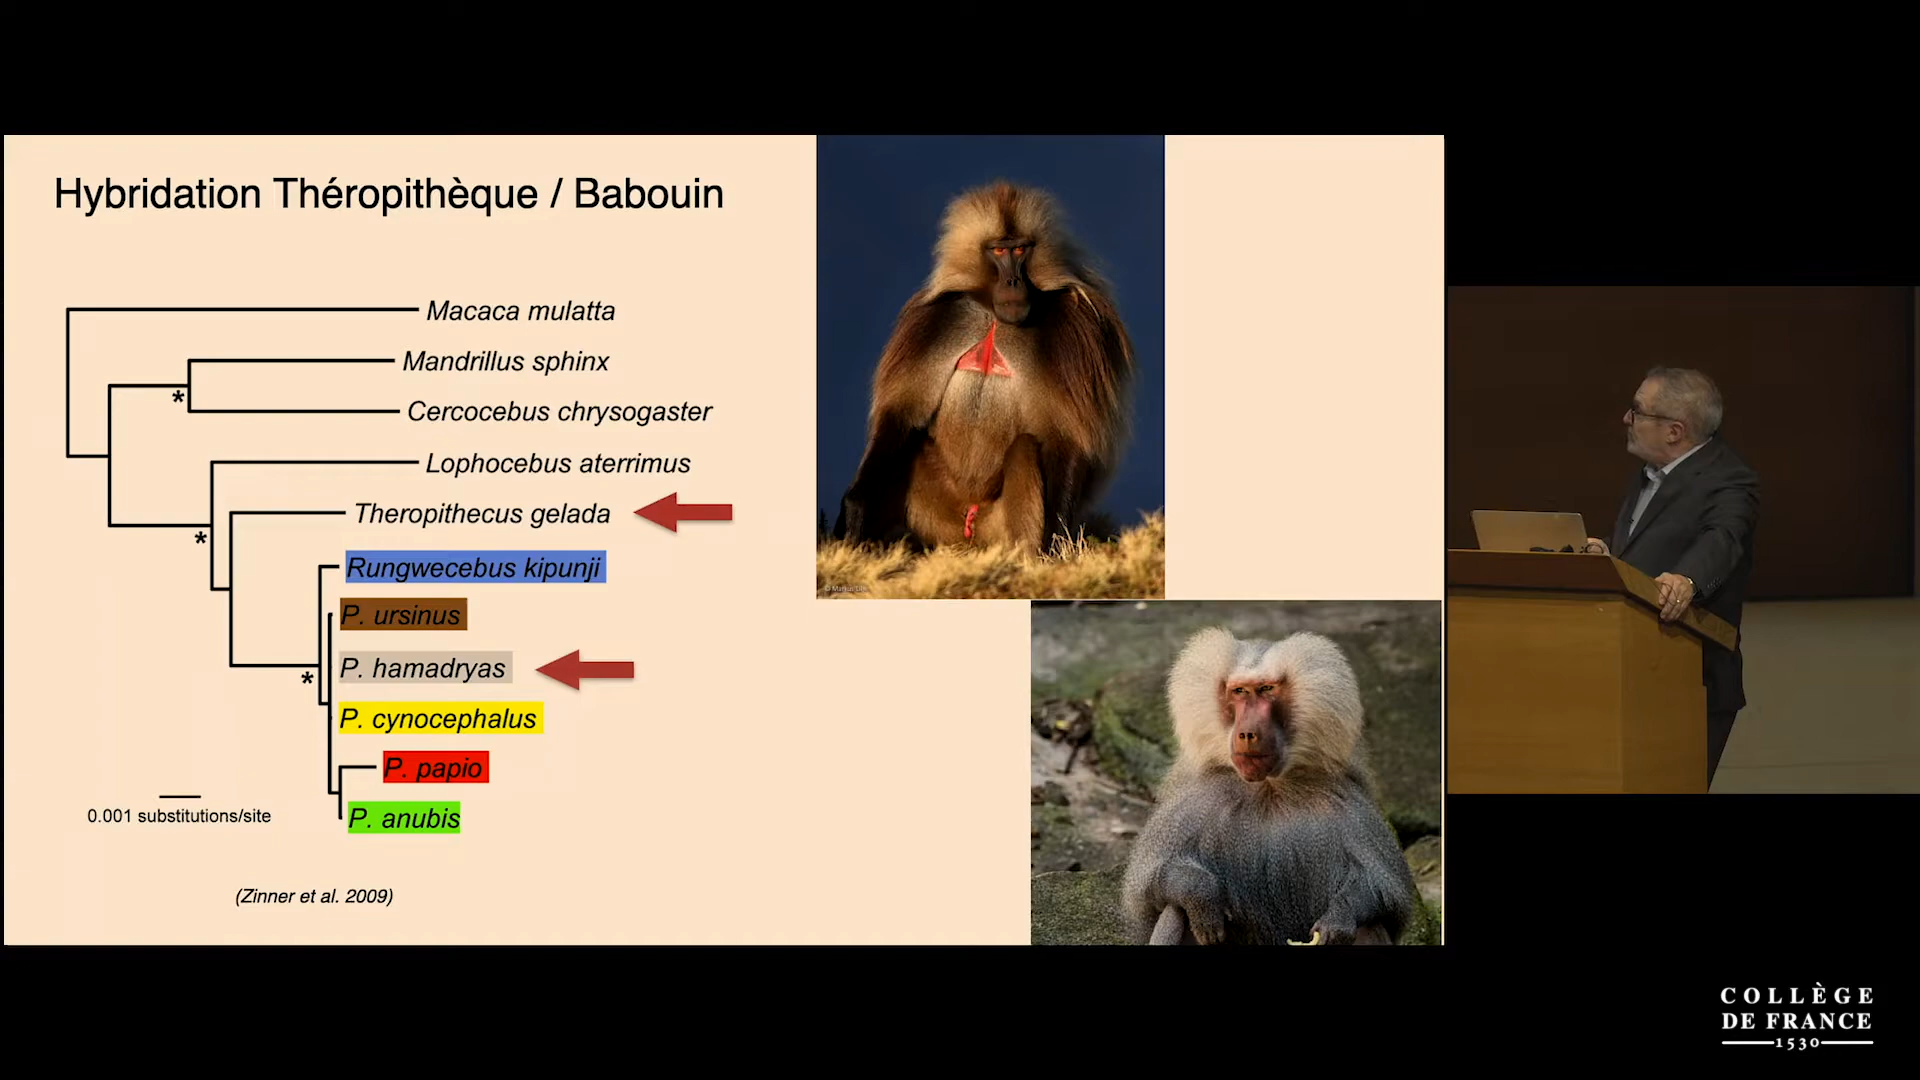 Hybridation Théropithèque / Babouin
Macaca mulatta
Mandrillus sphinx
*
Cercocebus chrysogaster
Lophocebus aterrimus
Theropithecus gelada
*
Rungwecebus kipunji
P. ursinus
P. hamadryas
*
P. cynocephalus
P. papio
0.001 substitutions/site
P. anubis
(Zinner et al. 2009)
COLLÈGE
DE FRANCE
1530